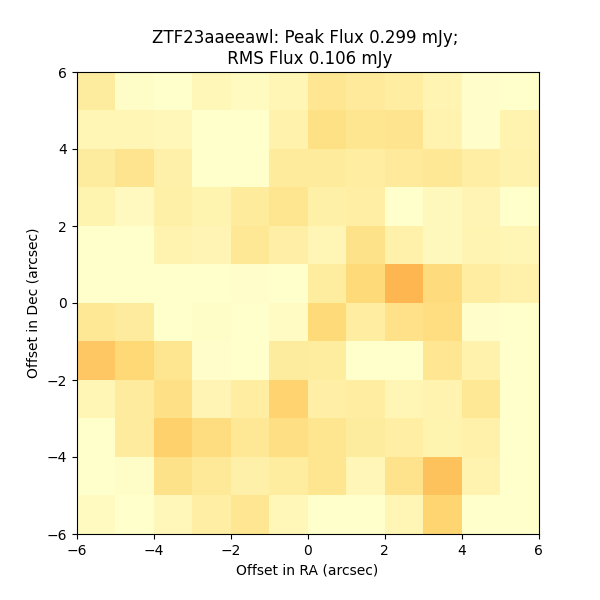 ZTF23aaeeawl: Peak Flux 0.299 mJy;
RMS Flux 0.106 mJy
6
4
2
0
−2
−4
−6
Offset in Dec (arcsec)
−6 −4 −2 0 2 4 6
Offset in RA (arcsec)